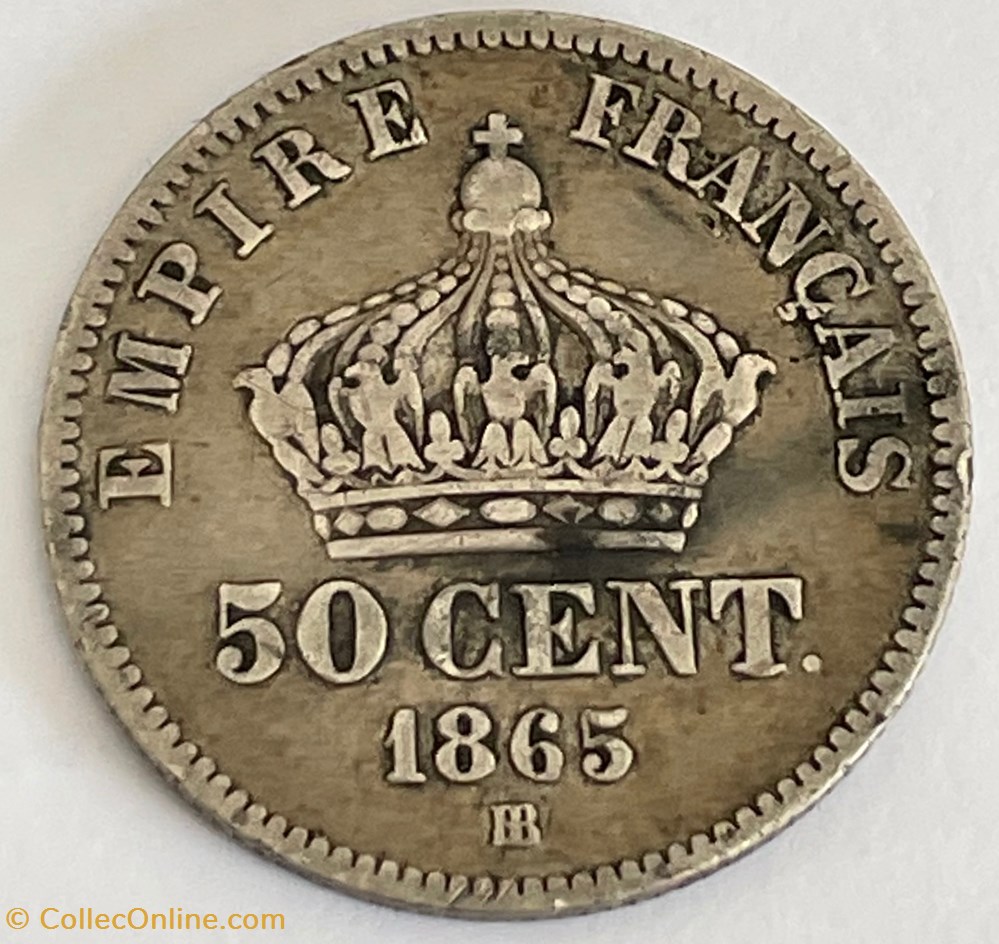 EMPIRE FRANÇAIS
50 CENT.
1865
BB
© CollecOnline.com